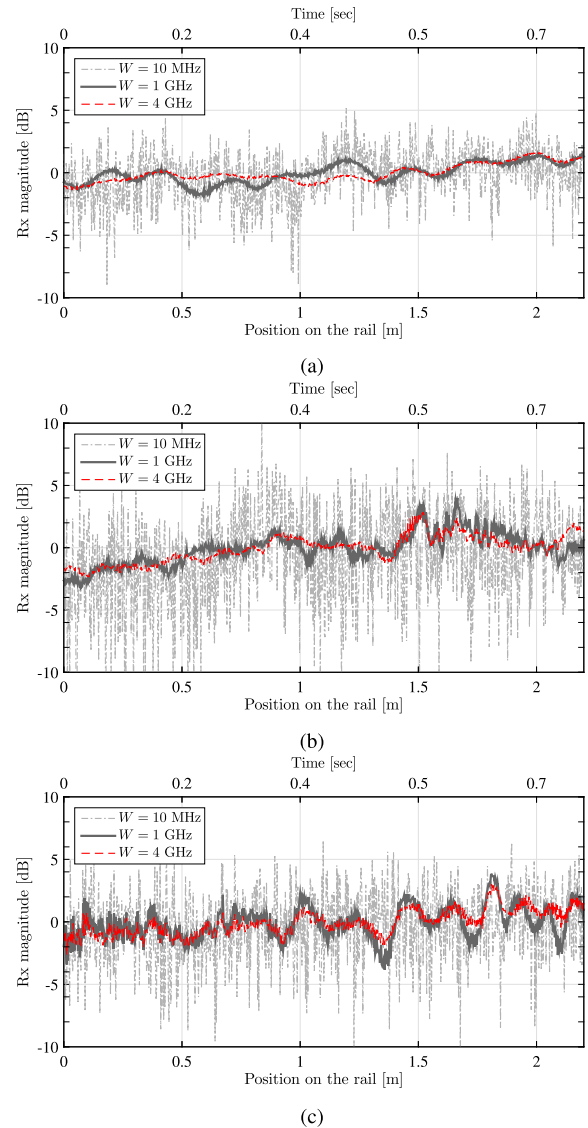 Time [sec]
0 0.2 0.4 0.5 0.7
10
5
0
-5
-10
Rx magnitude [dB]
W = 10 MHz
W = 1 GHz
W = 4 GHz
0 0.5 1 1.5 2
Position on the rail [m]
(a)
Time [sec]
0 0.2 0.4 0.5 0.7
10
5
0
-5
-10
Rx magnitude [dB]
W = 10 MHz
W = 1 GHz
W = 4 GHz
0 0.5 1 1.5 2
Position on the rail [m]
(b)
Time [sec]
0 0.2 0.4 0.5 0.7
10
5
0
-5
-10
Rx magnitude [dB]
W = 10 MHz
W = 1 GHz
W = 4 GHz
0 0.5 1 1.5 2
Position on the rail [m]
(c)